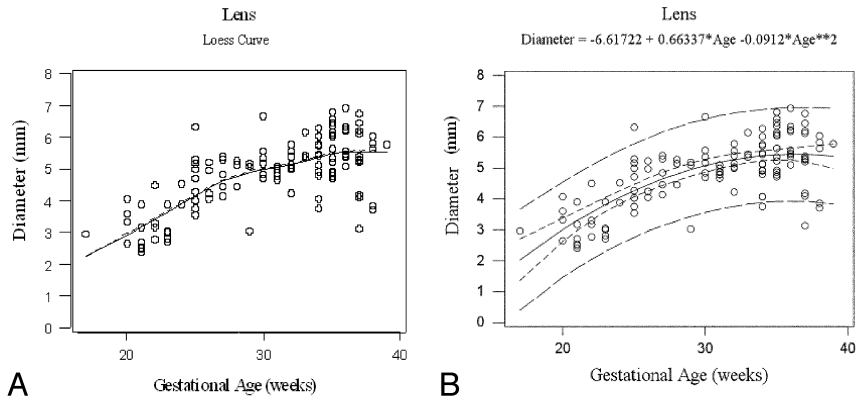 Lens
Loess Curve
8
7
6
5
4
3
2
1
0
Diameter (mm)
20
30
40
Gestational Age (weeks)
A
Lens
Diameter = -6.61722 + 0.66337*Age -0.0912*Age**2
8
7
6
5
4
3
2
1
0
Diameter (mm)
20
30
40
Gestational Age (weeks)
B